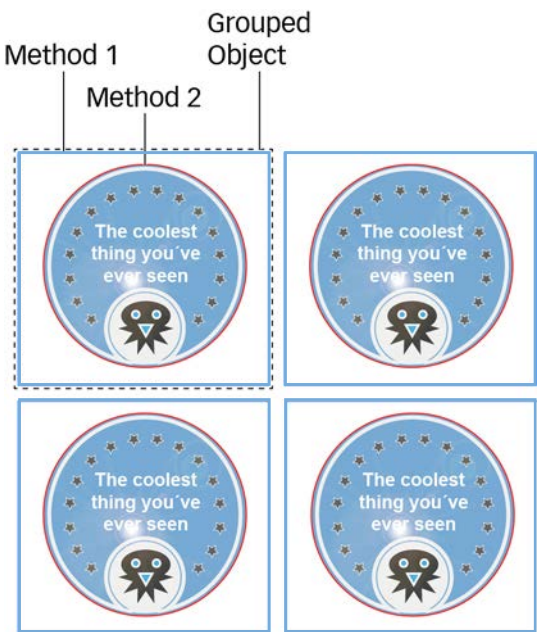 Grouped
Method 1 Object
Method 2
The coolest
thing you´ve
ever seen
The coolest
thing you´ve
ever seen
The coolest
thing you´ve
ever seen
The coolest
thing you´ve
ever seen